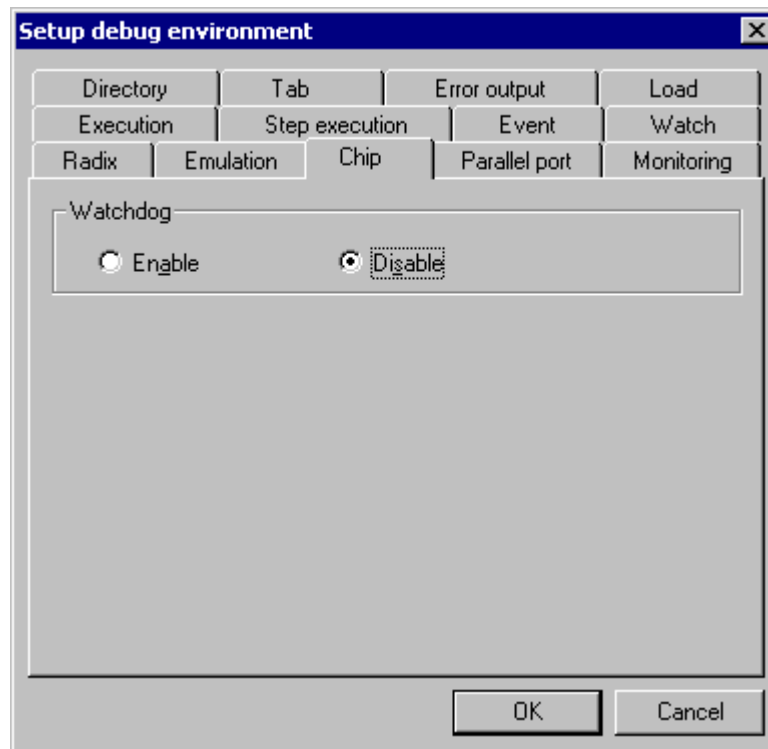 Setup debug environment
Directory Tab Error output Load
Execution Step execution Event Watch
Radix Emulation Chip Parallel port Monitoring
Watchdog
Enable Disable
OK Cancel